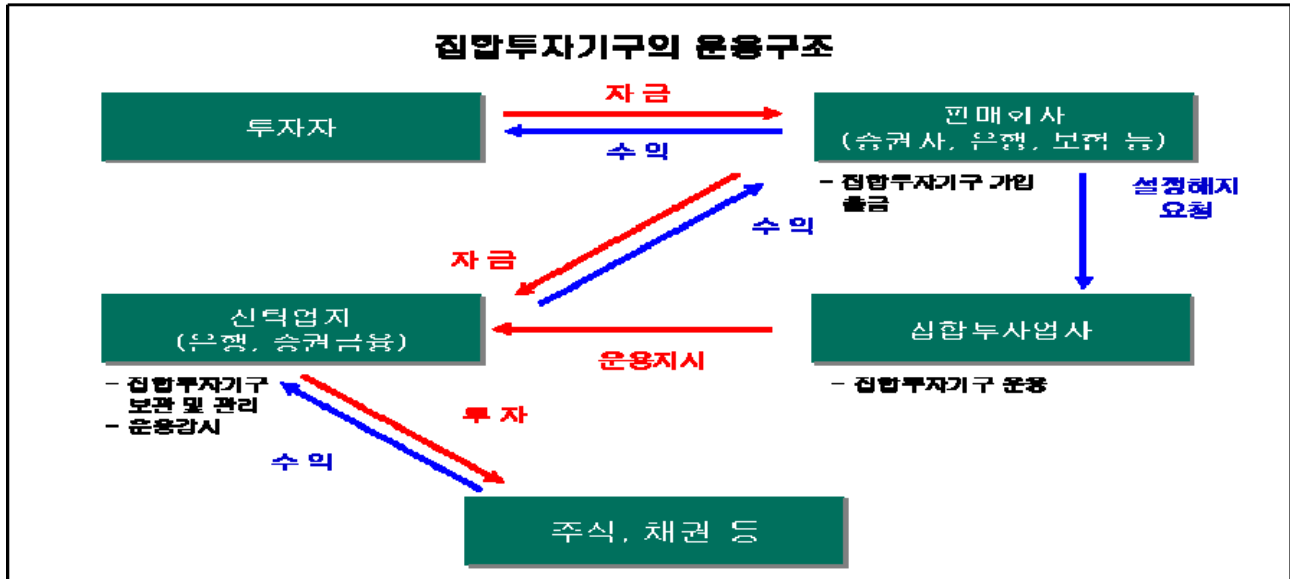 집합투자기구의 운용구조
투자자
자 금
수 익
판매회사
(증권사, 은행, 보험 등)
- 집합투자기구 가입
출금
설정해지
요청
자 금
수 익
신탁업자
(은행, 증권금융)
- 집합투자기구
보관 및 관리
- 운용감시
운용지시
집합투자업자
- 집합투자기구 운용
투 자
수 익
주식, 채권 등